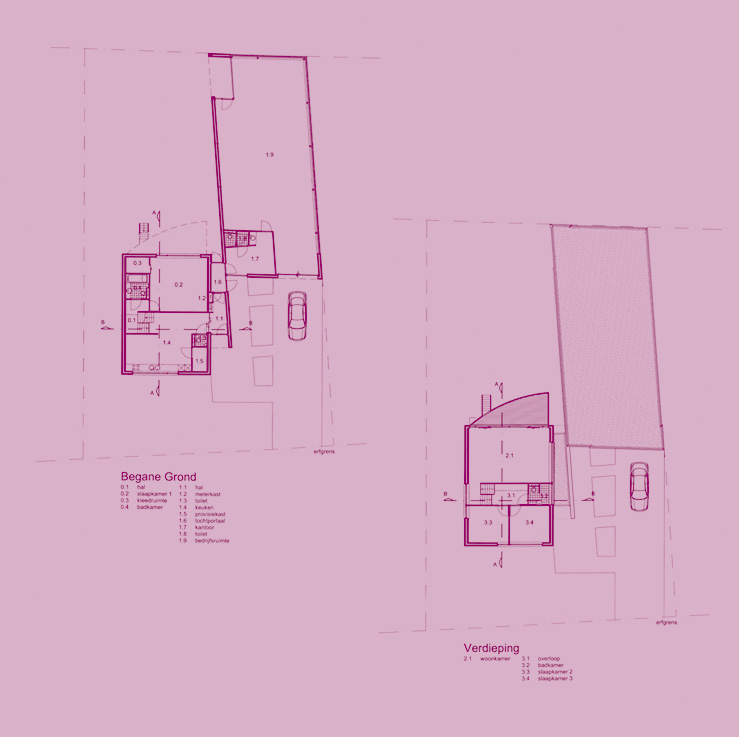 1.9
A
1.7
0.3
0.2
1.6
1.2
0.1
1.1
B
B
1.4
1.5
A
erfgrens
Begane Grond
0.1 hal 1.1 hal
0.2 slaapkamer 1 1.2 meterkast
0.3 kleedruimte 1.3 toilet
0.4 badkamer 1.4 keuken
1.5 provisiekast
1.6 tochtportaal
1.7 kantoor
1.8 toilet
1.9 bedrijfsruimte
A
2.1
B
3.1
3.2
B
3.3
3.4
A
erfgrens
Verdieping
2.1 woonkamer 3.1 overloop
3.2 badkamer
3.3 slaapkamer 2
3.4 slaapkamer 3